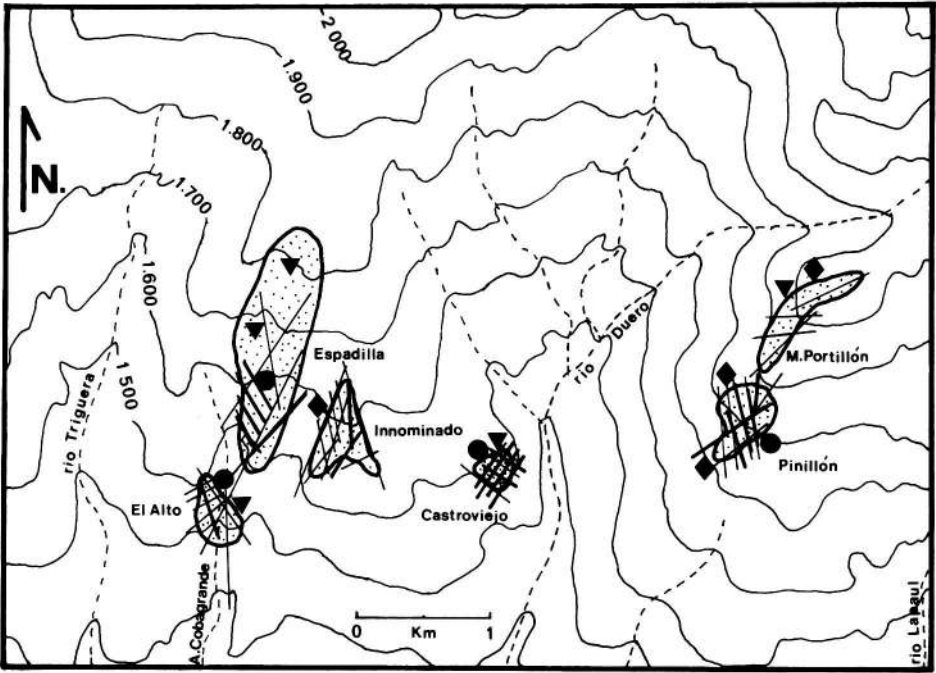 2 000
1.900
1.800
1.700
N.
1.600
río Duero
Espadilla
M. Portillón
1 500
río Triguera
Innominado
Pinillón
El Alto
Castroviejo
A. Cobagrande
0 Km 1
río Lapaul